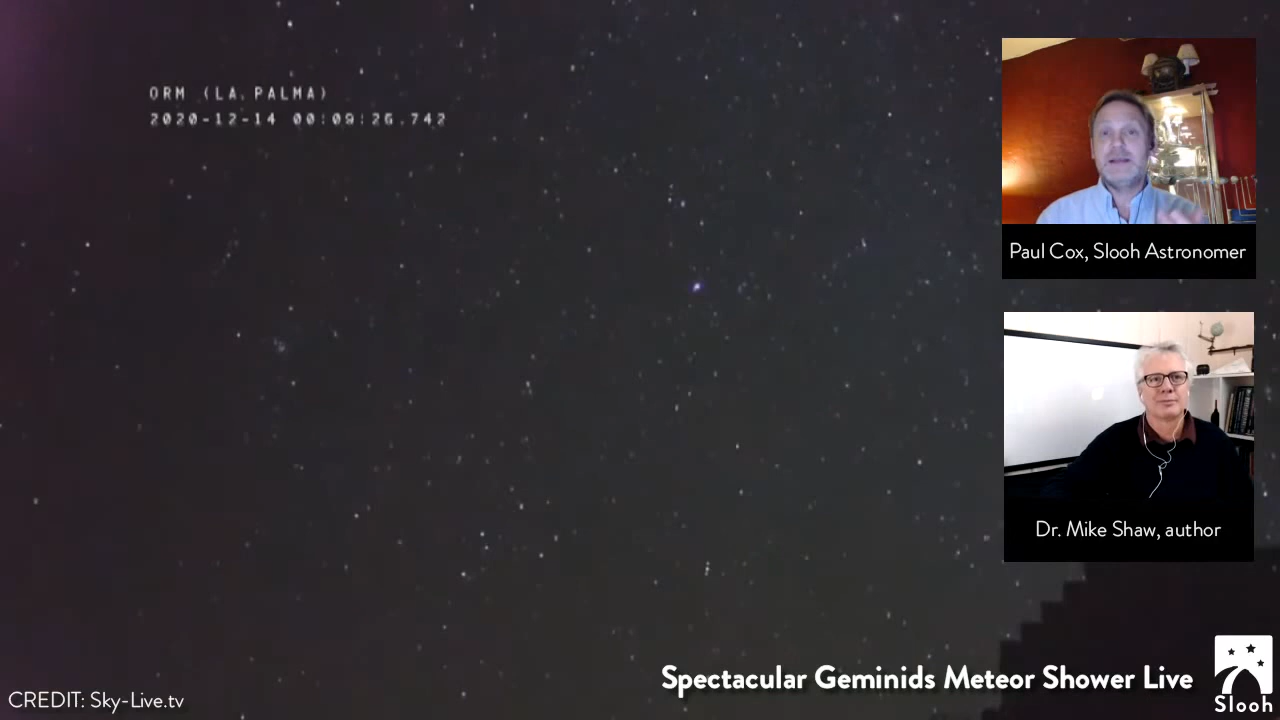 ORM (LA PALMA)
2020-12-14 00:09:26.742
Paul Cox, Slooh Astronomer
Dr. Mike Shaw, author
Spectacular Geminids Meteor Shower Live
Slooh
CREDIT: Sky-Live.tv